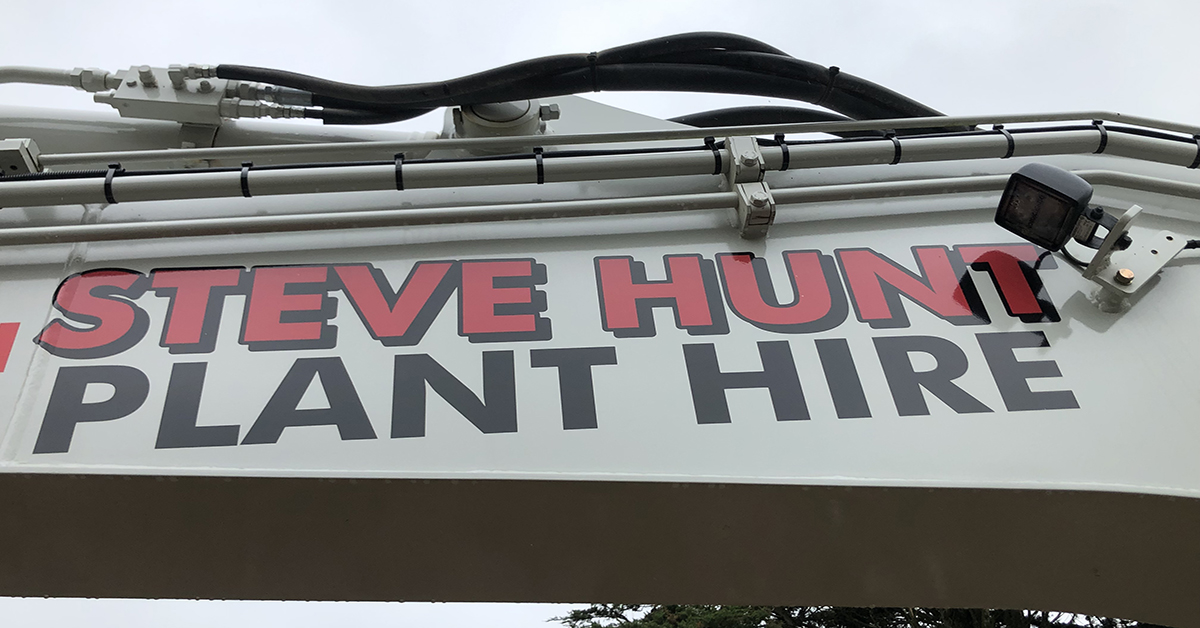 STEVE HUNT
PLANT HIRE